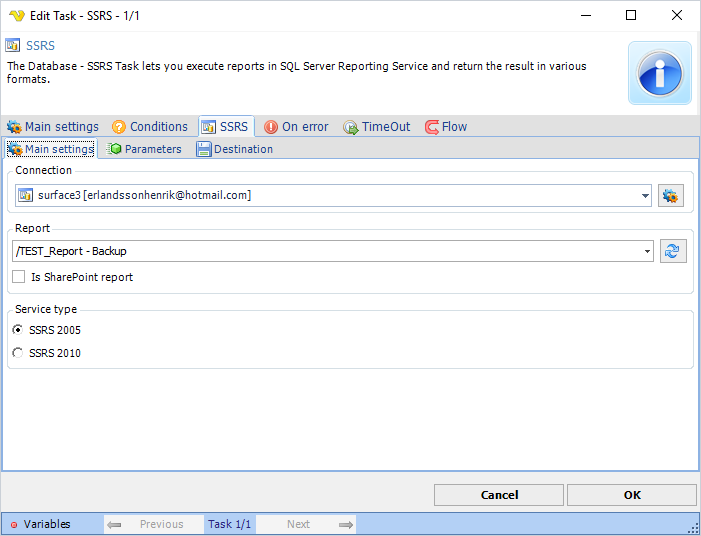 Edit Task - SSRS - 1/1
SSRS
The Database - SSRS Task lets you execute reports in SQL Server Reporting Service and return the result in various
formats.
Main settings Conditions SSRS On error TimeOut Flow
Main settings Parameters Destination
Connection
surface3 [erlandssonhenrik@hotmail.com]
Report
/TEST_Report - Backup
Is SharePoint report
Service type
SSRS 2005
SSRS 2010
Cancel OK
Variables Previous Task 1/1 Next